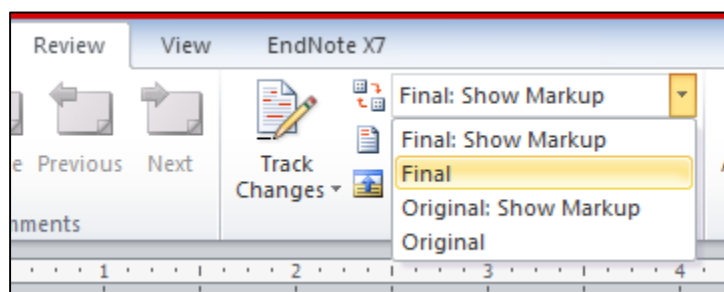 Review View EndNote X7
Final: Show Markup
Final: Show Markup
Previous Next Track Final
Changes Original: Show Markup
Original
1 2 3 4